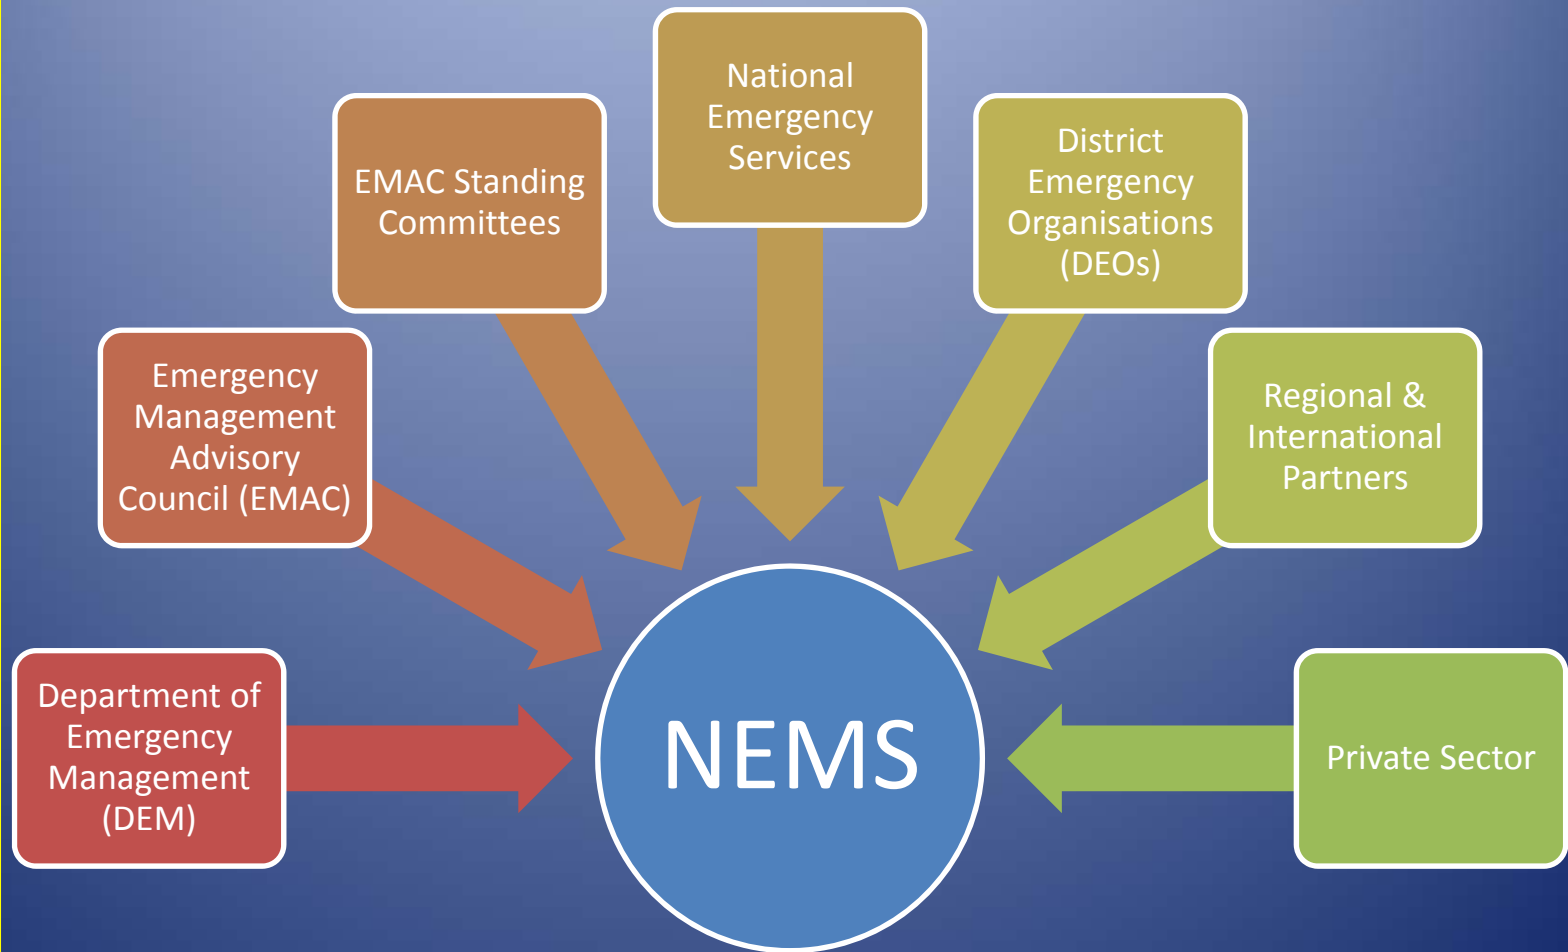 National
Emergency
Services
EMAC Standing
Committees
District
Emergency
Organisations
(DEOs)
Emergency
Management
Advisory
Council (EMAC)
Regional &
International
Partners
Department of
Emergency
Management
(DEM)
NEMS
Private Sector